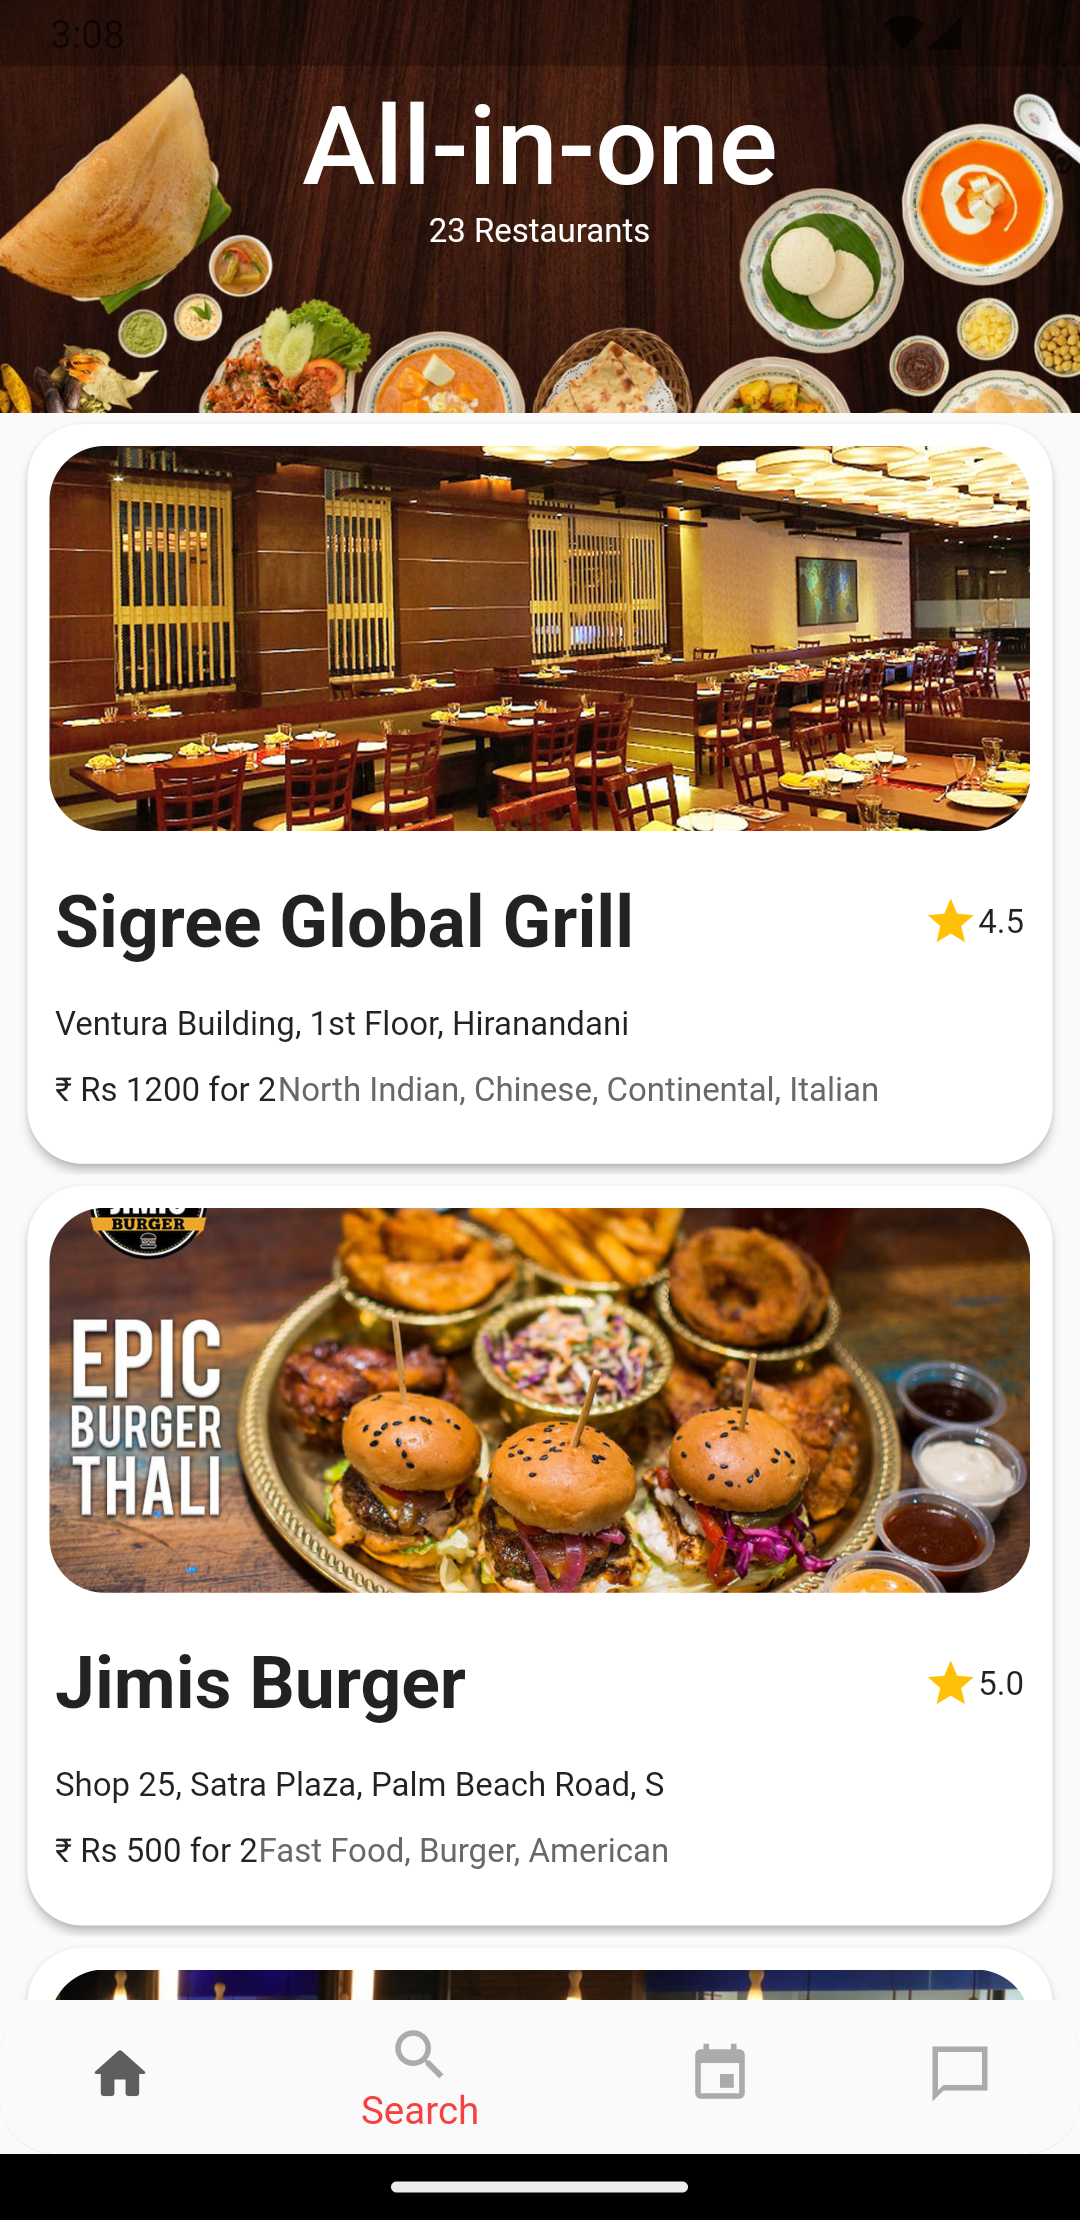 3:08
All-in-one
23 Restaurants
Sigree Global Grill
4.5
Ventura Building, 1st Floor, Hiranandani
₹ Rs 1200 for 2North Indian, Chinese, Continental, Italian
BURGER
EPIC
BURGER
THALI
Jimis Burger
5.0
Shop 25, Satra Plaza, Palm Beach Road, S
₹ Rs 500 for 2Fast Food, Burger, American
Search